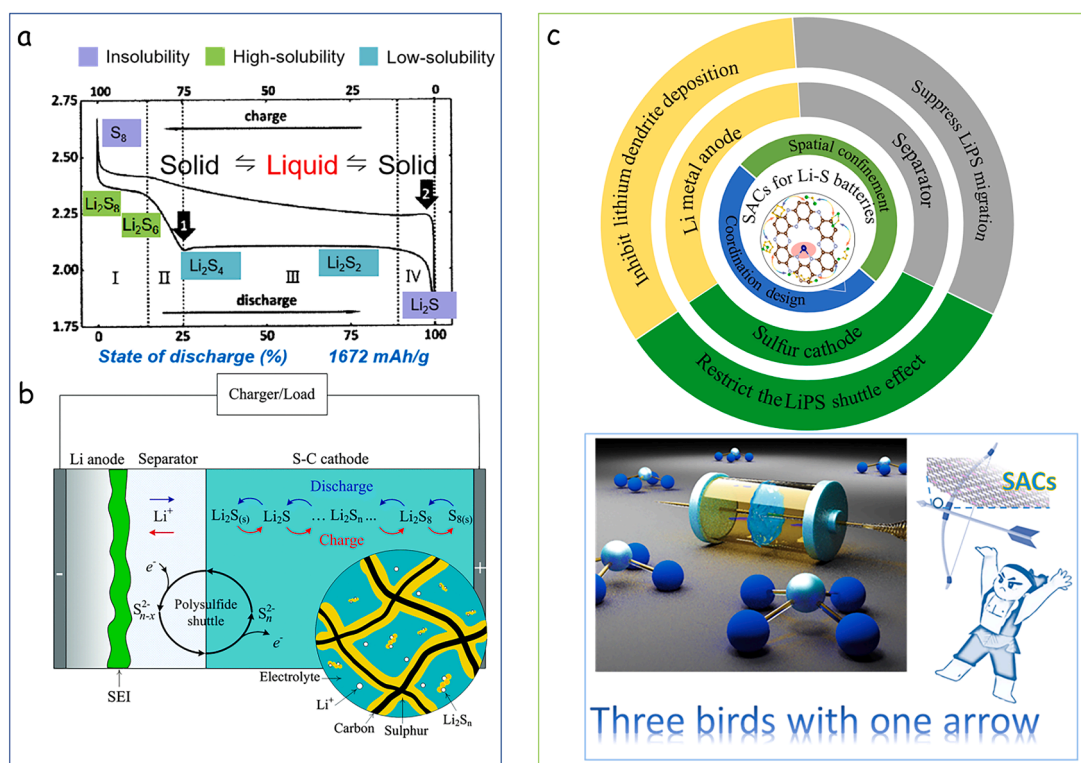 a
Insolubility
High-solubility
Low-solubility
100 75 50 25 0
2.75
2.50
2.25
2.00
1.75
charge
S8
Solid ⇌ Liquid ⇌ Solid
Li2S8
Li2S6
1
2
Li2S4
Li2S2
Li2S
I II III IV
discharge
0 25 50 75 100
State of discharge (%) 1672 mAh/g
b
Charger/Load
Li anode Separator S-C cathode
Discharge
Li+
Li2S(s) Li2S ... Li2Sn ... Li2S8 S8(s)
Charge
- +
e-
S2-n-x
Polysulfide
shuttle
S2-n
e-
SEI
Electrolyte
Li+
Carbon
Sulphur
Li2Sn
c
Inhibit lithium dendrite deposition
Suppress LiPS migration
Restrict the LiPS shuttle effect
Li metal anode
Separator
Sulfur cathode
Spatial confinement
Coordination design
SACs for Li-S batteries
SACs
Three birds with one arrow